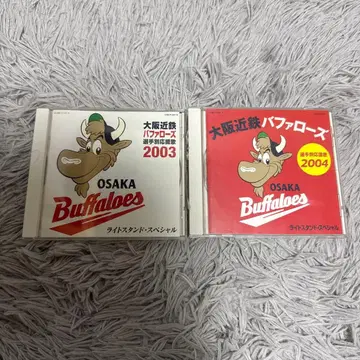 大阪近鉄
バファローズ
選手別応援歌
2003
OSAKA
Buffaloes
ライトスタンド・スペシャル
大阪近鉄バファローズ
選手別応援歌
2004
OSAKA
Buffaloes
ライトスタンド・スペシャル